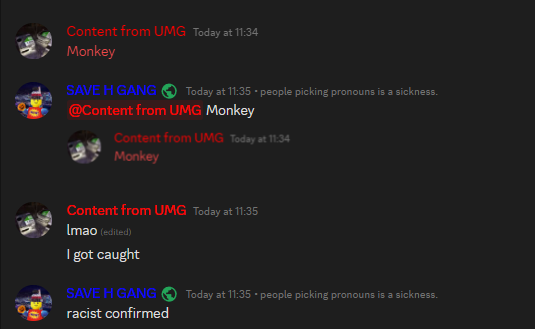 Content from UMG Today at 11:34
Monkey
SAVE H GANG Today at 11:35 • people picking pronouns is a sickness.
@Content from UMG Monkey
Content from UMG Today at 11:34
Monkey
Content from UMG Today at 11:35
lmao (edited)
I got caught
SAVE H GANG Today at 11:35 • people picking pronouns is a sickness.
racist confirmed